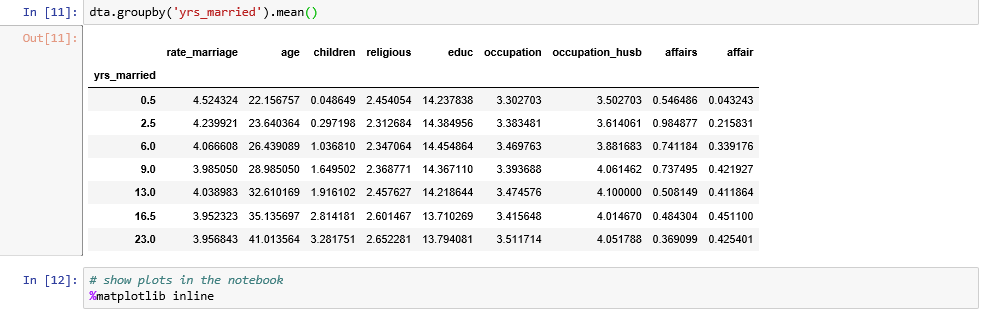 In [11]: dta.groupby('yrs_married').mean()
Out[11]:
rate_marriage age children religious educ occupation occupation_husb affairs affair
yrs_married
0.5 4.524324 22.156757 0.048649 2.454054 14.237838 3.302703 3.502703 0.546486 0.043243
2.5 4.239921 23.640364 0.297198 2.312684 14.384956 3.383481 3.614061 0.984877 0.215831
6.0 4.066608 26.439089 1.036810 2.347064 14.454864 3.469763 3.881683 0.741184 0.339176
9.0 3.985050 28.985050 1.649502 2.368771 14.367110 3.393688 4.061462 0.737495 0.421927
13.0 4.038983 32.610169 1.916102 2.457627 14.218644 3.474576 4.100000 0.508149 0.411864
16.5 3.952323 35.135697 2.814181 2.601467 13.710269 3.415648 4.014670 0.484304 0.451100
23.0 3.956843 41.013564 3.281751 2.652281 13.794081 3.511714 4.051788 0.369099 0.425401
In [12]: # show plots in the notebook
%matplotlib inline